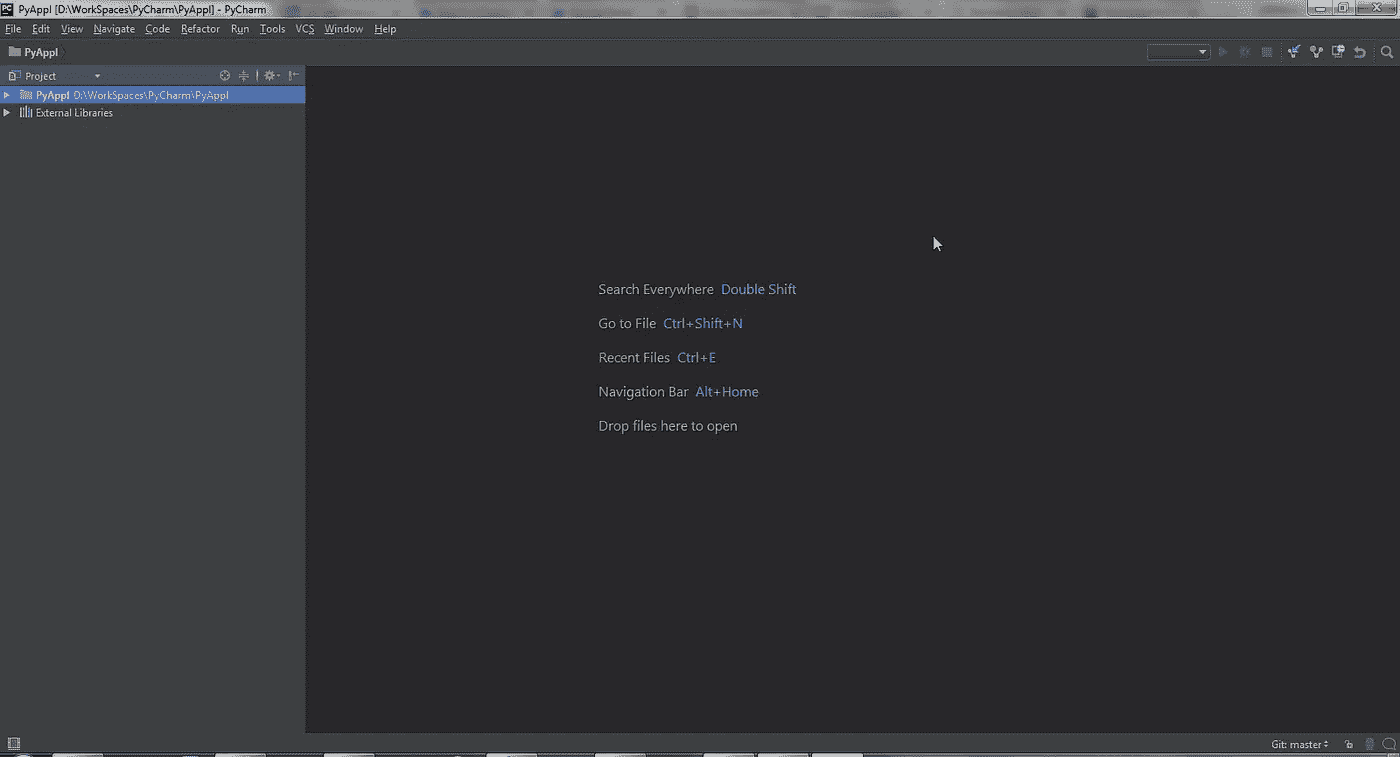 PC PyAppl [D:\WorkSpaces\PyCharm\PyAppl] - PyCharm
File Edit View Navigate Code Refactor Run Tools VCS Window Help
PyAppl
Project
PyAppl D:\WorkSpaces\PyCharm\PyAppl
External Libraries
Search Everywhere Double Shift
Go to File Ctrl+Shift+N
Recent Files Ctrl+E
Navigation Bar Alt+Home
Drop files here to open
Git: master